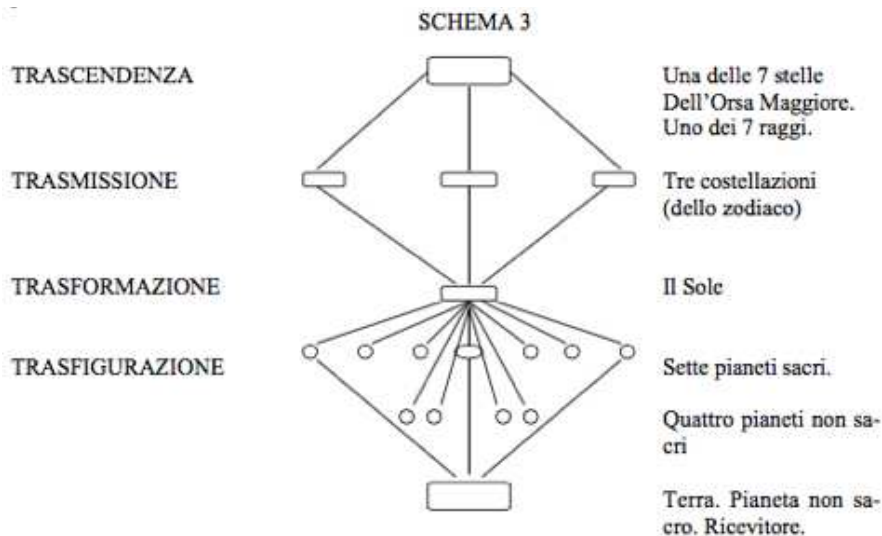 SCHEMA 3
TRASCENDENZA
Una delle 7 stelle
Dell'Orsa Maggiore.
Uno dei 7 raggi.
TRASMISSIONE
Tre costellazioni
(dello zodiaco)
TRASFORMAZIONE
Il Sole
TRASFIGURAZIONE
Sette pianeti sacri.
Quattro pianeti non sa-
cri
Terra. Pianeta non sa-
cro. Ricevitore.